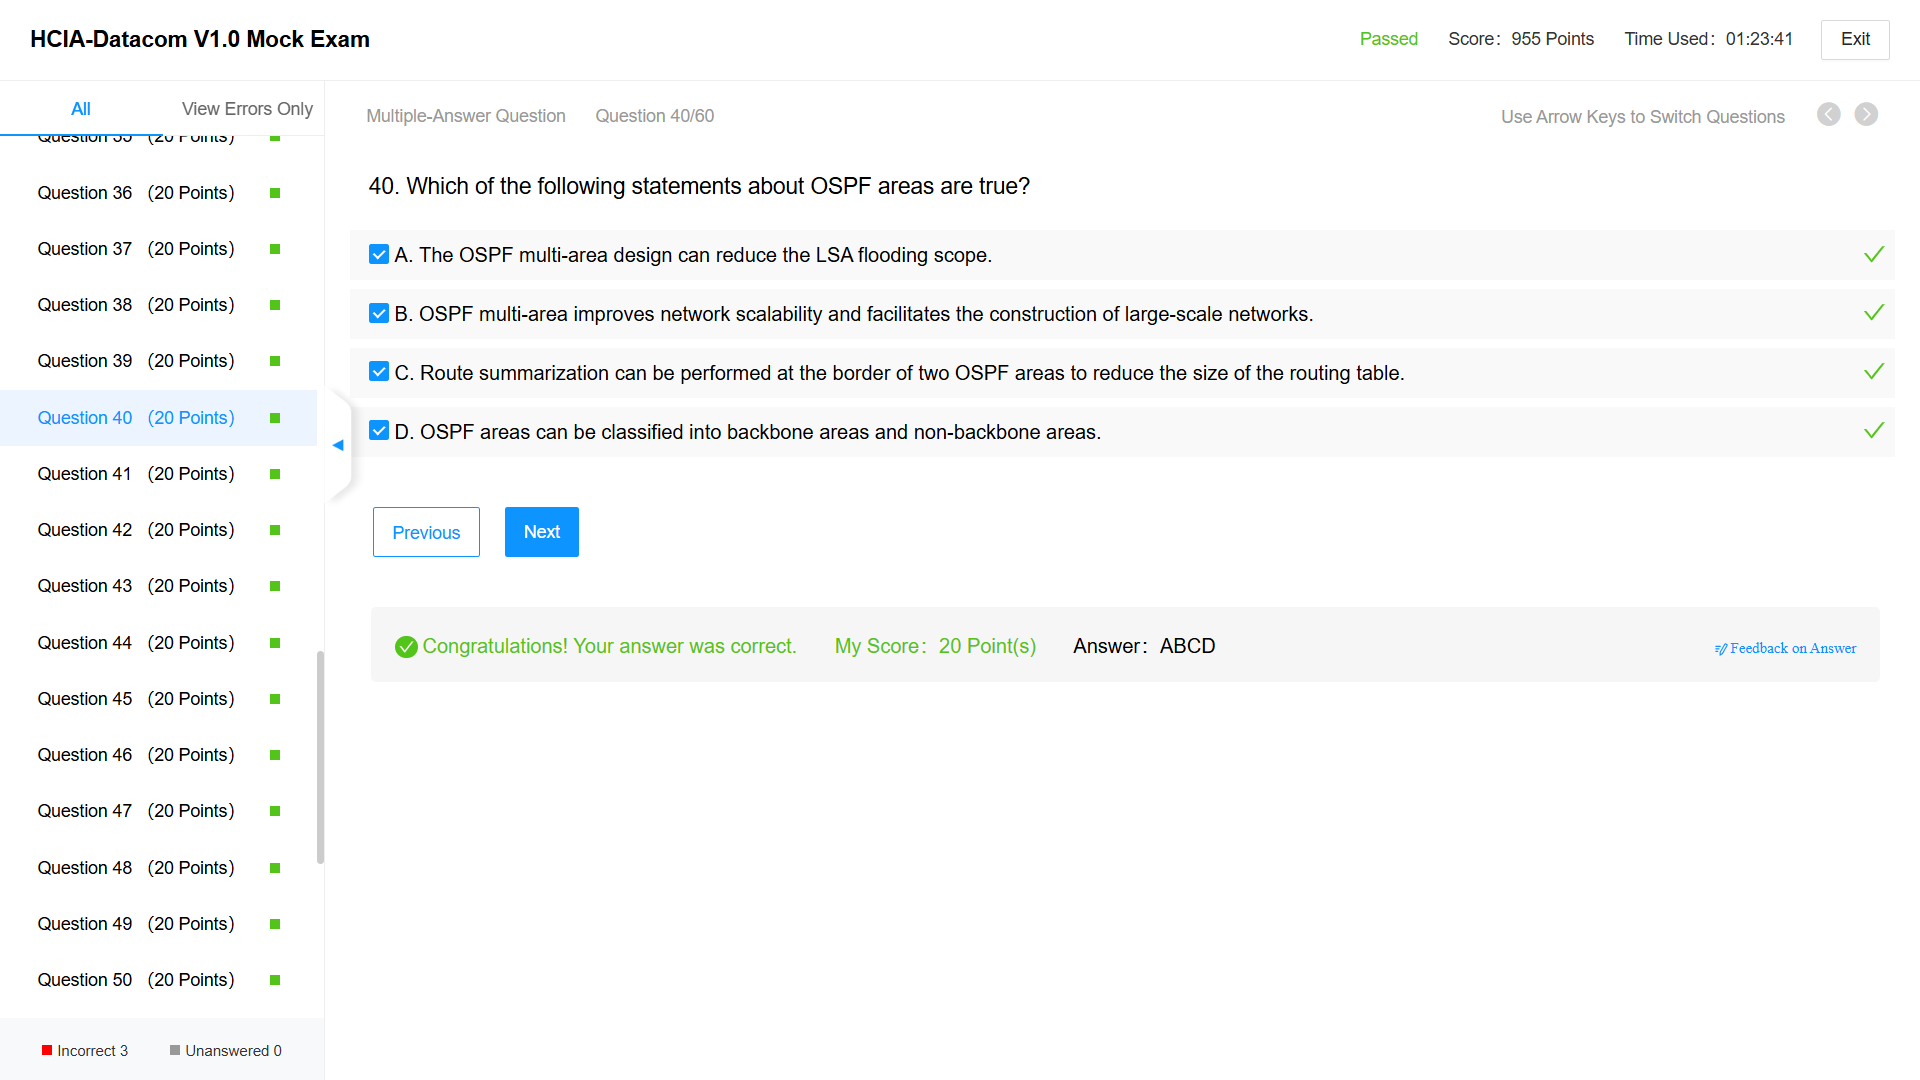 HCIA-Datacom V1.0 Mock Exam
Passed Score：955 Points Time Used：01:23:41 Exit
All View Errors Only
Multiple-Answer Question Question 40/60 Use Arrow Keys to Switch Questions
Question 35 （20 Points）
Question 36 （20 Points）
Question 37 （20 Points）
Question 38 （20 Points）
Question 39 （20 Points）
Question 40 （20 Points）
Question 41 （20 Points）
Question 42 （20 Points）
Question 43 （20 Points）
Question 44 （20 Points）
Question 45 （20 Points）
Question 46 （20 Points）
Question 47 （20 Points）
Question 48 （20 Points）
Question 49 （20 Points）
Question 50 （20 Points）
Incorrect 3 Unanswered 0
40. Which of the following statements about OSPF areas are true?
A. The OSPF multi-area design can reduce the LSA flooding scope.
B. OSPF multi-area improves network scalability and facilitates the construction of large-scale networks.
C. Route summarization can be performed at the border of two OSPF areas to reduce the size of the routing table.
D. OSPF areas can be classified into backbone areas and non-backbone areas.
Previous Next
Congratulations! Your answer was correct. My Score：20 Point(s) Answer：ABCD Feedback on Answer